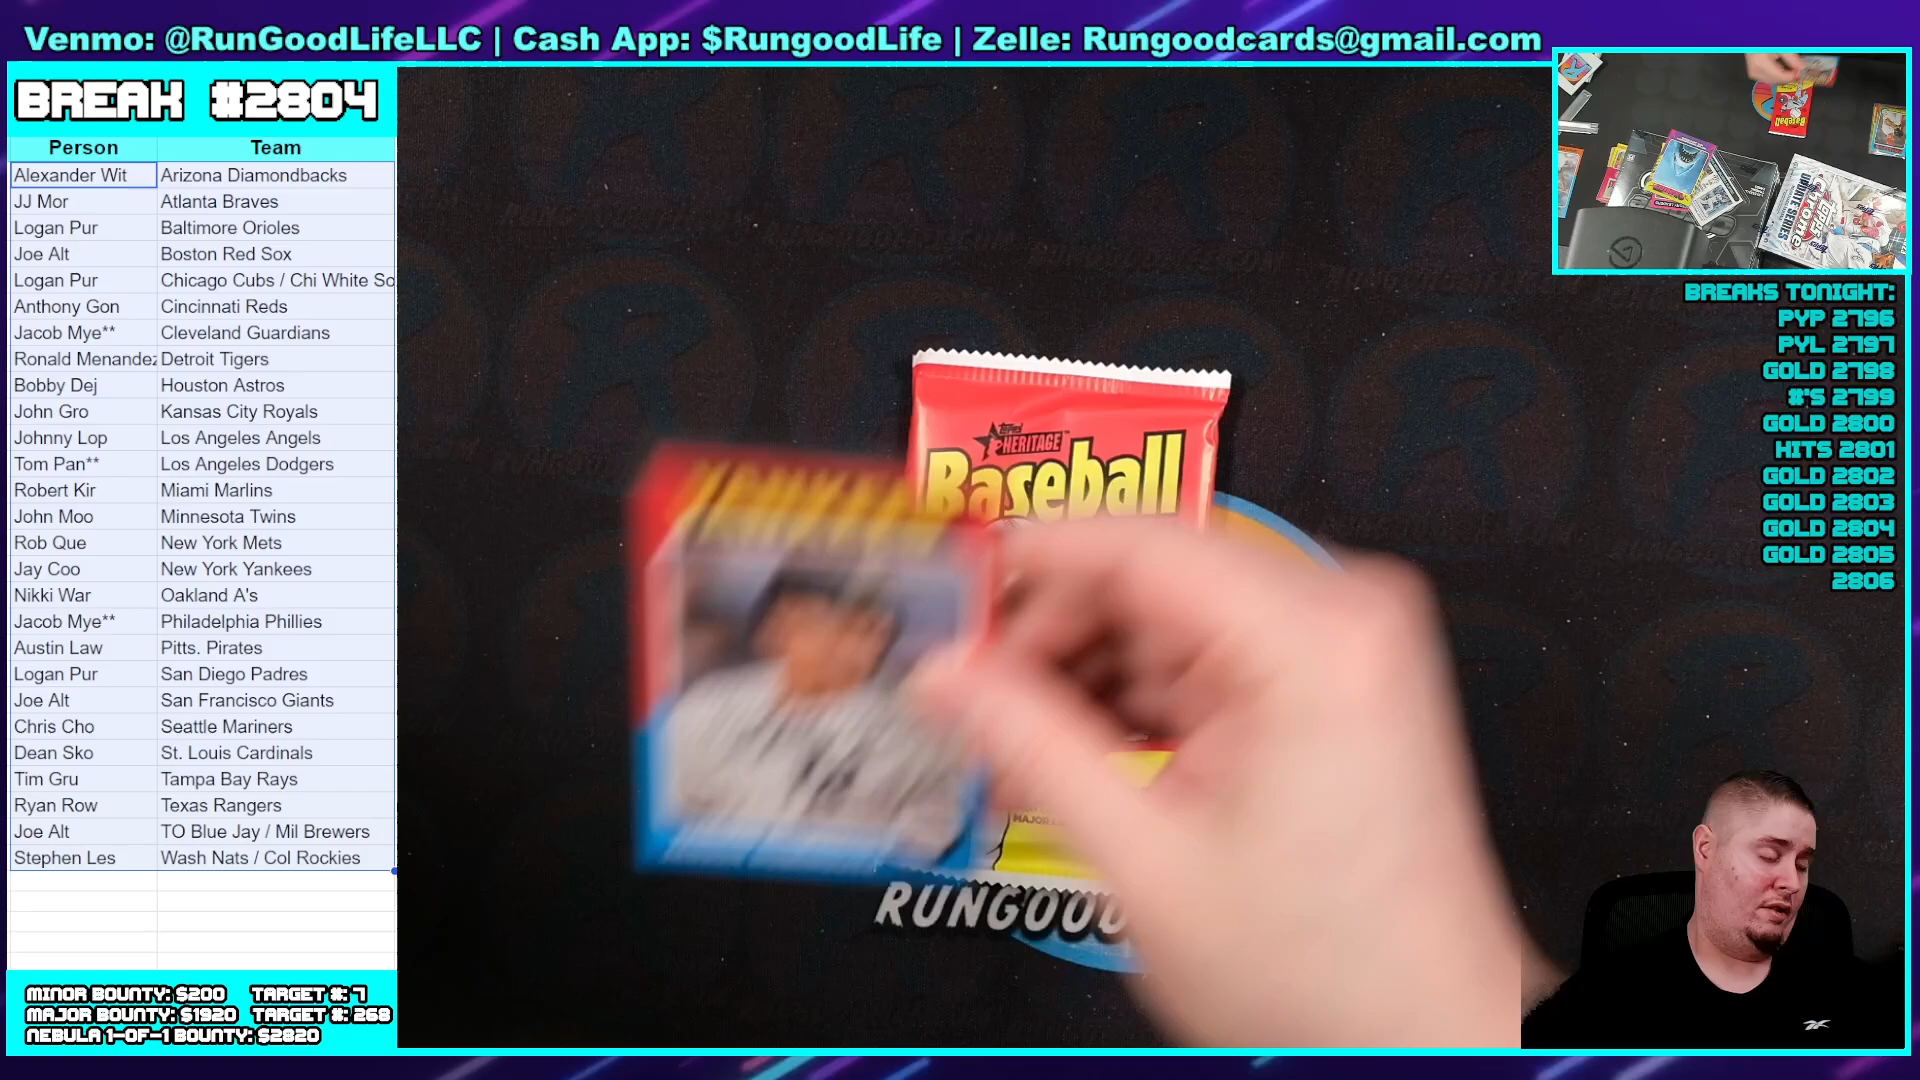 Venmo: @RunGoodLifeLLC | Cash App: $RungoodLife | Zelle: Rungoodcards@gmail.com
BREAK #2804
Person Team
Alexander Wit Arizona Diamondbacks
JJ Mor Atlanta Braves
Logan Pur Baltimore Orioles
Joe Alt Boston Red Sox
Logan Pur Chicago Cubs / Chi White So
Anthony Gon Cincinnati Reds
Jacob Mye** Cleveland Guardians
Ronald Menandez Detroit Tigers
Bobby Dej Houston Astros
John Gro Kansas City Royals
Johnny Lop Los Angeles Angels
Tom Pan** Los Angeles Dodgers
Robert Kir Miami Marlins
John Moo Minnesota Twins
Rob Que New York Mets
Jay Coo New York Yankees
Nikki War Oakland A's
Jacob Mye** Philadelphia Phillies
Austin Law Pitts. Pirates
Logan Pur San Diego Padres
Joe Alt San Francisco Giants
Chris Cho Seattle Mariners
Dean Sko St. Louis Cardinals
Tim Gru Tampa Bay Rays
Ryan Row Texas Rangers
Joe Alt TO Blue Jay / Mil Brewers
Stephen Les Wash Nats / Col Rockies
MINOR BOUNTY: $200 TARGET #: 7
MAJOR BOUNTY: $1920 TARGET #: 268
NEBULA 1-OF-1 BOUNTY: $2820
Topps
HERITAGE
Baseball
MAJOR
RUNGOOD
Baseball
Topps
Chrome
UPDATE SERIES
BREAKS TONIGHT:
PYP 2796
PYL 2797
GOLD 2798
#'S 2799
GOLD 2800
HITS 2801
GOLD 2802
GOLD 2803
GOLD 2804
GOLD 2805
2806